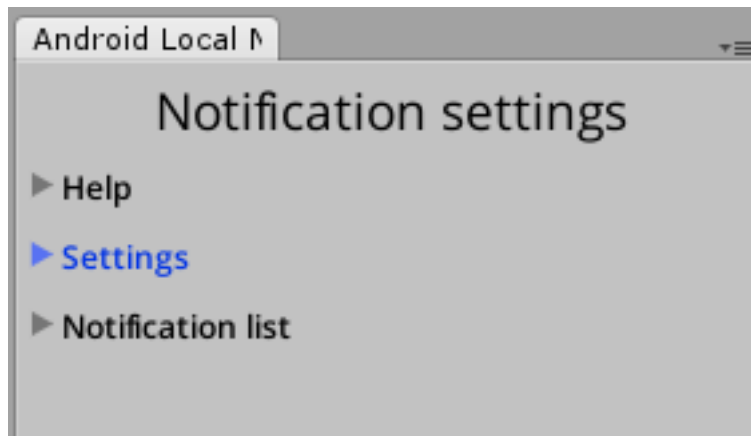 Android Local N
Notification settings
Help
Settings
Notification list